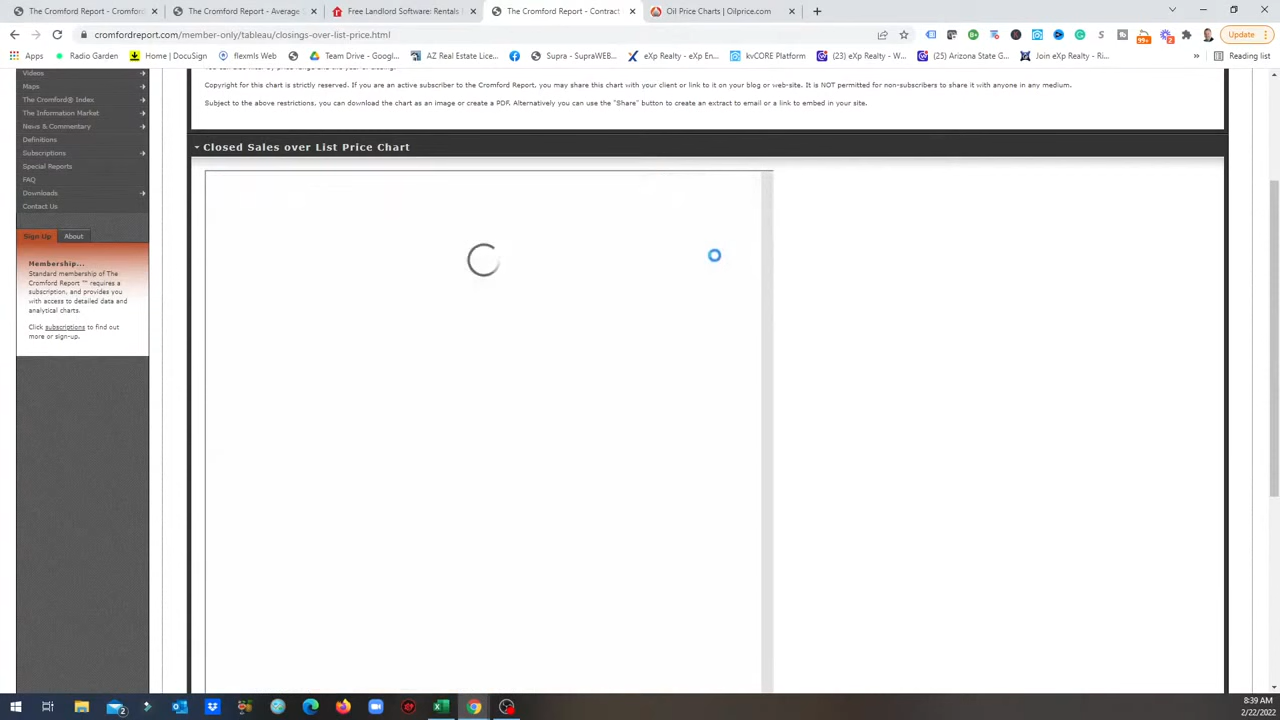 The Cromford Report - Cromfo
The Cromford Report - Average
Free Landlord Software: Rentals
The Cromford Report - Contract
Oil Price Charts | Oilprice.com
cromfordreport.com/member-only/tableau/closings-over-list-price.html
Update
Apps
Radio Garden
Home | DocuSign
flexmls Web
Team Drive - Googl...
AZ Real Estate Lice...
Supra- SupraWEB...
eXp Realty - eXp En...
kvCORE Platform
(23) eXp Realty - W...
(25) Arizona State G...
Join eXp Realty - Ri...
»
Reading list
Videos
Maps
The Cromford® Index
The Information Market
News & Commentary
Definitions
Subscriptions
Special Reports
FAQ
Downloads
Contact Us
Sign Up
About
Membership...
Standard membership of The
Cromford Report ™ requires a
subscription, and provides you
with access to detailed data and
analytical charts.
Click subscriptions to find out
more or sign-up.
Copyright for this chart is strictly reserved. If you are an active subscriber to the Cromford Report, you may share this chart with your client or link to it on your blog or web-site. It is NOT permitted for non-subscribers to share it with anyone in any medium.
Subject to the above restrictions, you can download the chart as an image or create a PDF. Alternatively you can use the "Share" button to create an extract to email or a link to embed in your site.
Closed Sales over List Price Chart
8:39 AM
2/22/2022